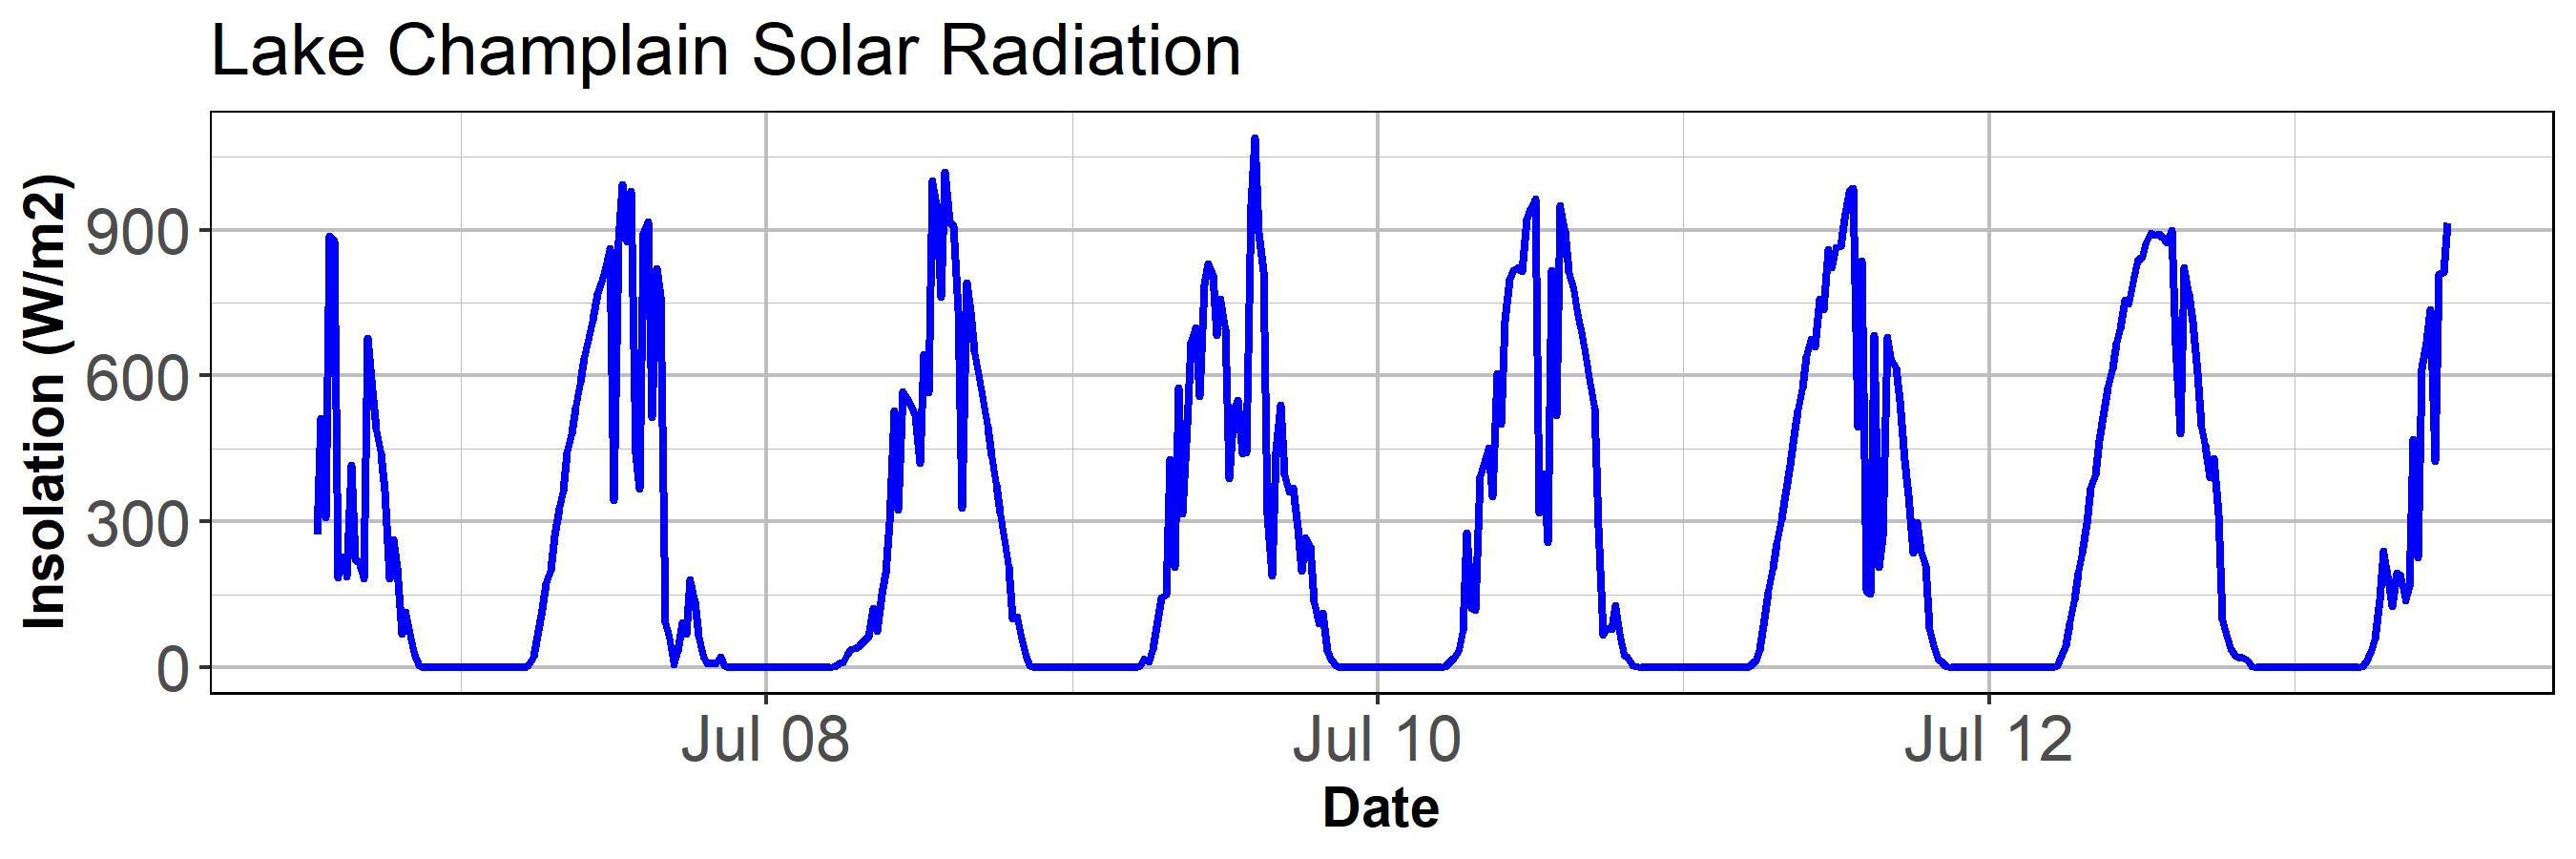 Lake Champlain Solar Radiation
Insolation (W/m2)
900
600
300
0
Jul 08
Jul 10
Jul 12
Date